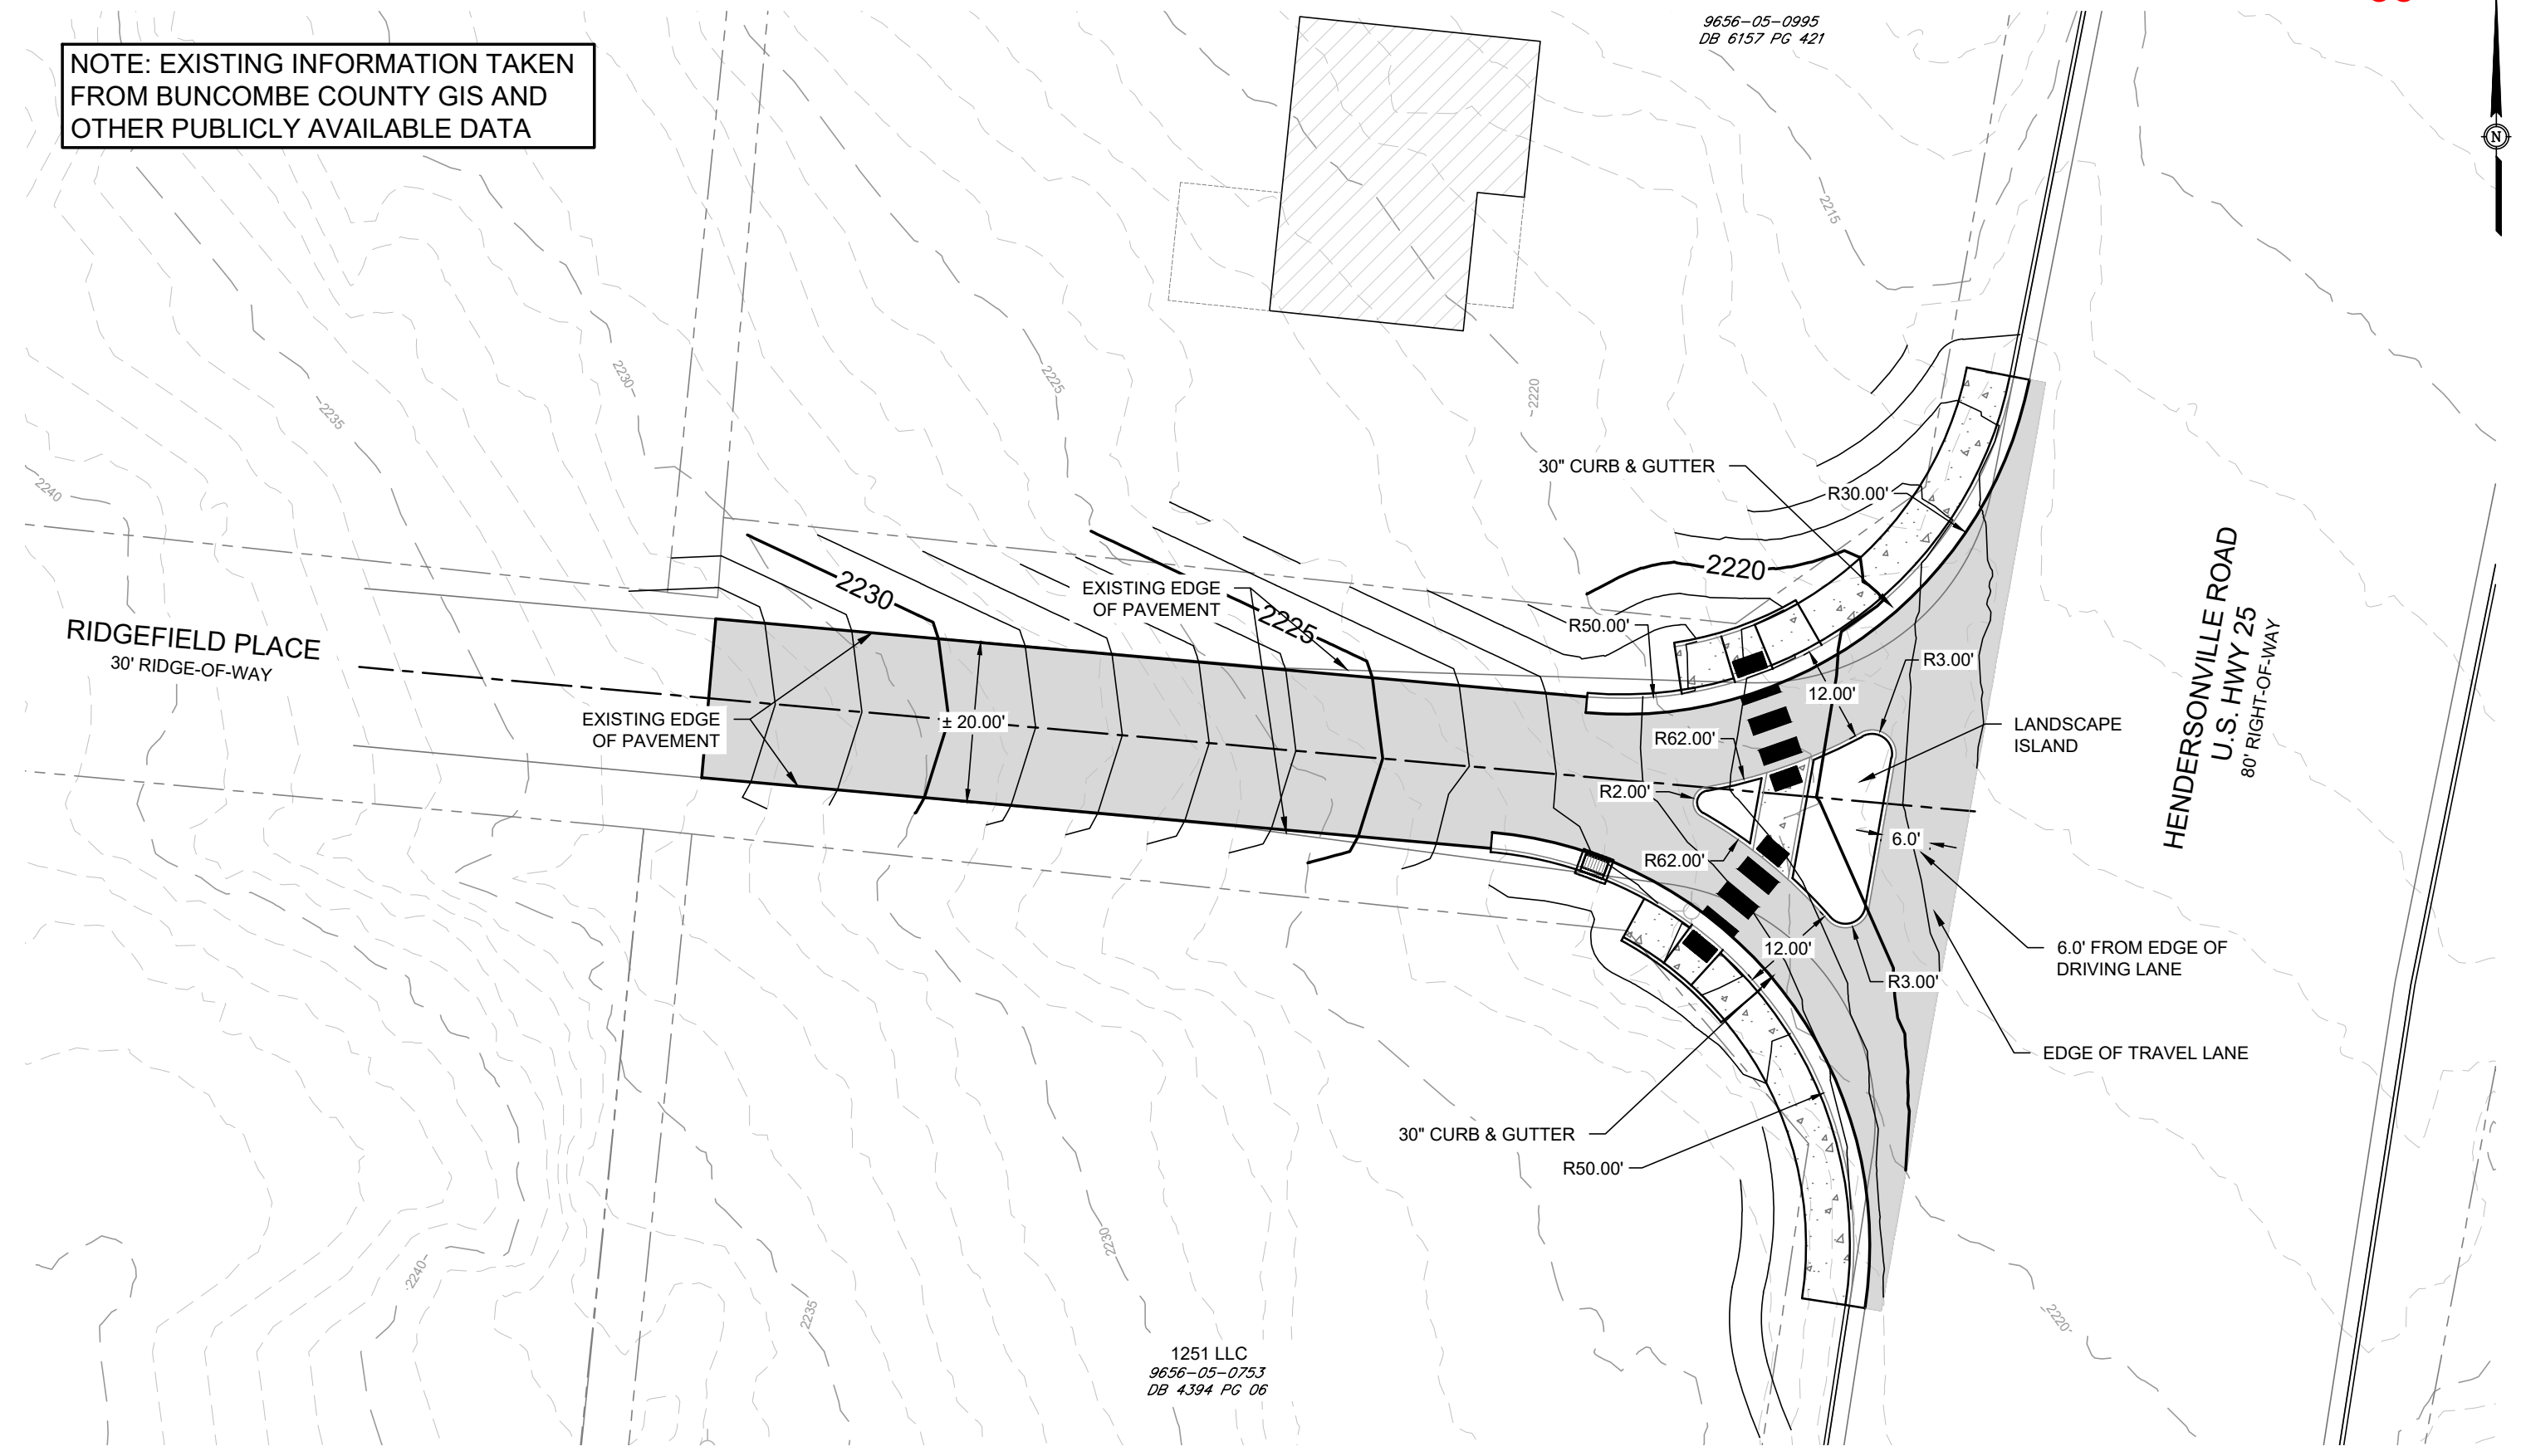 9656-05-0995
DB 6157 PG 421
NOTE: EXISTING INFORMATION TAKEN
FROM BUNCOMBE COUNTY GIS AND
OTHER PUBLICLY AVAILABLE DATA
N
2215
2230
2225
2220
2235
2240
30" CURB & GUTTER
R30.00'
2230
EXISTING EDGE
OF PAVEMENT
2225
2220
R50.00'
RIDGEFIELD PLACE
30' RIDGE-OF-WAY
EXISTING EDGE
OF PAVEMENT
± 20.00'
12.00'
R3.00'
R62.00'
LANDSCAPE
ISLAND
R2.00'
R62.00'
6.0'
HENDERSONVILLE ROAD
U.S. HWY 25
80' RIGHT-OF-WAY
12.00'
R3.00'
6.0' FROM EDGE OF
DRIVING LANE
EDGE OF TRAVEL LANE
30" CURB & GUTTER
R50.00'
2240
2235
2230
2220
1251 LLC
9656-05-0753
DB 4394 PG 06